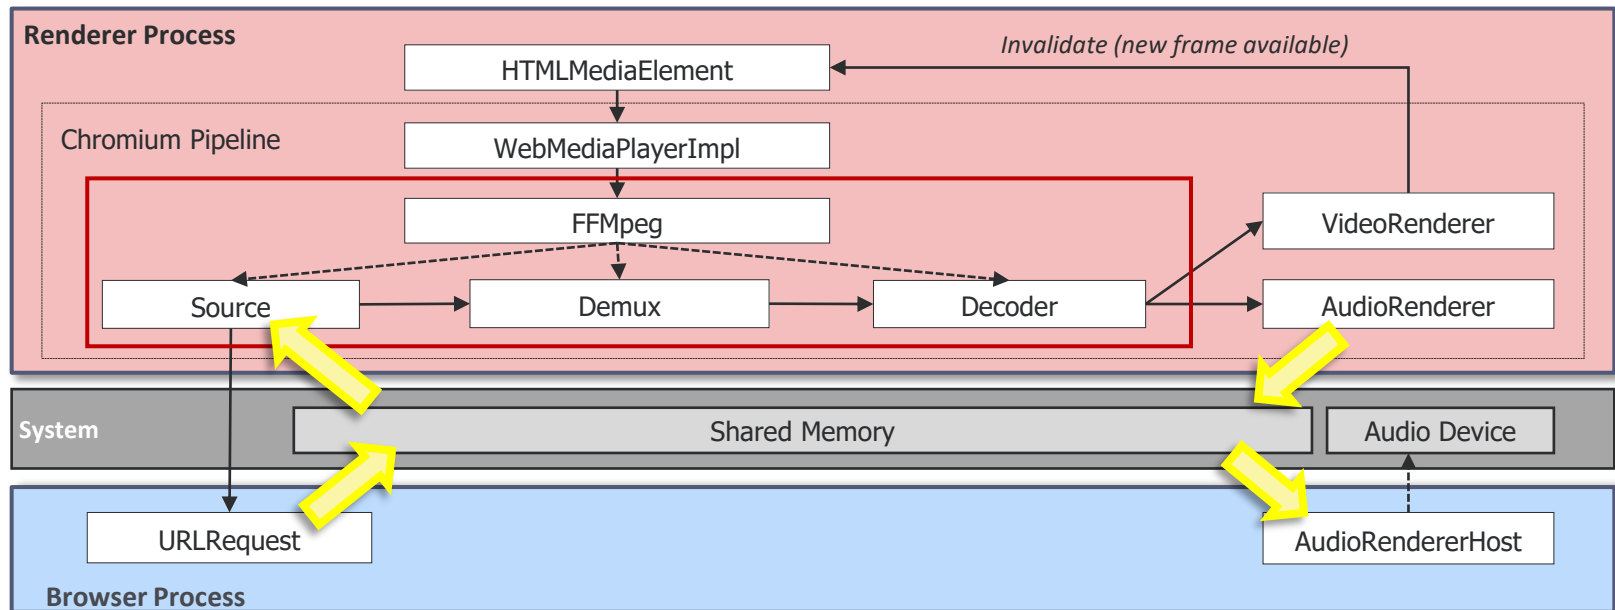 Renderer Process
Invalidate (new frame available)
HTMLMediaElement
Chromium Pipeline
WebMediaPlayerImpl
FFMpeg
VideoRenderer
Source
Demux
Decoder
AudioRenderer
System
Shared Memory
Audio Device
URLRequest
AudioRendererHost
Browser Process